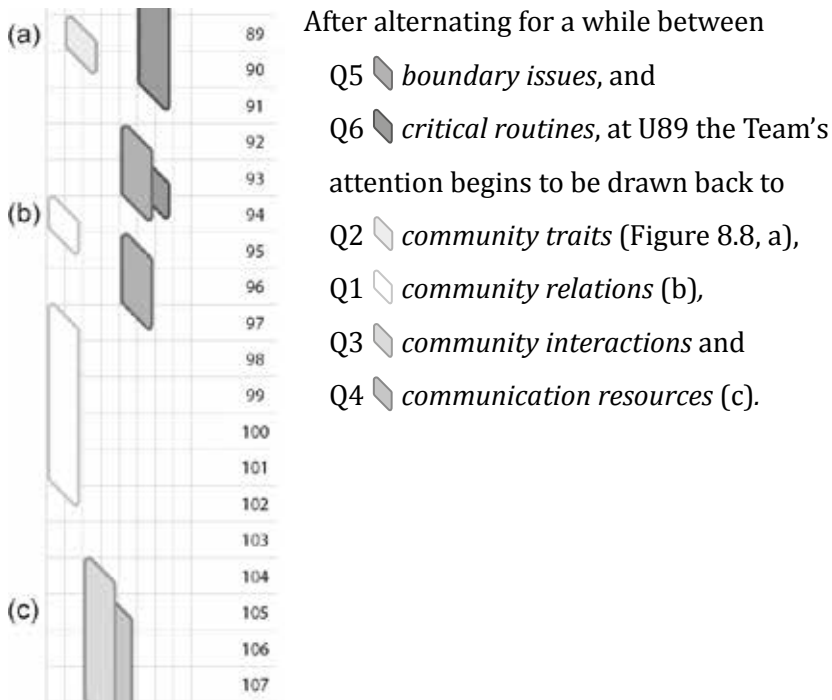 (a)
89
90
91
92
93
(b)
94
95
96
97
98
99
100
101
102
103
104
(c)
105
106
107
After alternating for a while between
Q5 boundary issues, and
Q6 critical routines, at U89 the Team’s
attention begins to be drawn back to
Q2 community traits (Figure 8.8, a),
Q1 community relations (b),
Q3 community interactions and
Q4 communication resources (c).